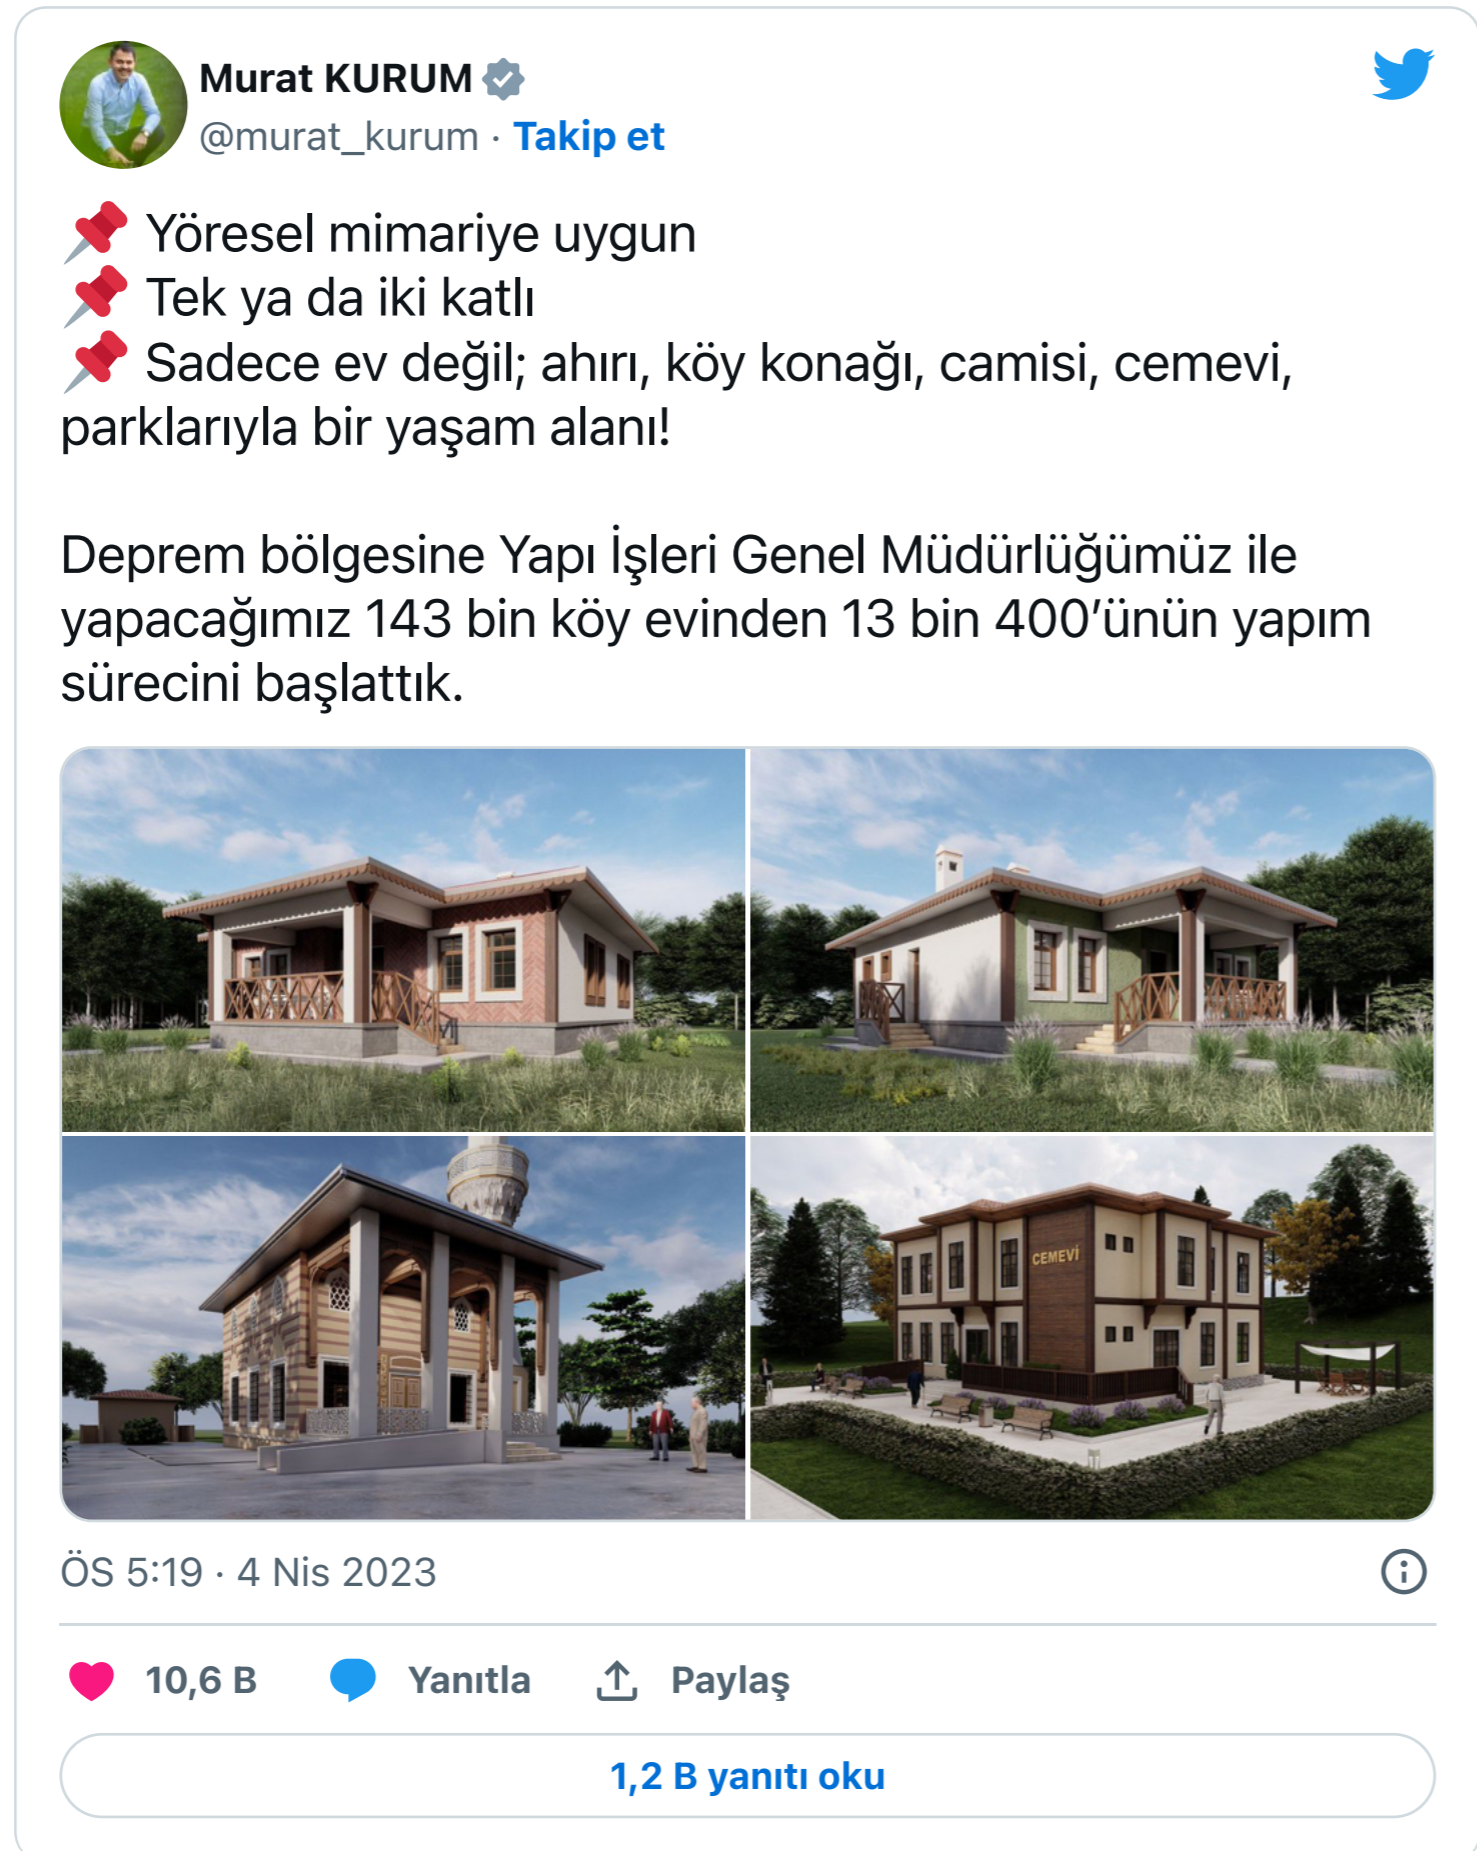 Murat KURUM
@murat_kurum · Takip et
📌 Yöresel mimariye uygun
📌 Tek ya da iki katlı
📌 Sadece ev değil; ahırı, köy konağı, camisi, cemevi,
parklarıyla bir yaşam alanı!
Deprem bölgesine Yapı İşleri Genel Müdürlüğümüz ile
yapacağımız 143 bin köy evinden 13 bin 400’ünün yapım
sürecini başlattık.
CEMEVİ
ÖS 5:19 · 4 Nis 2023
10,6 B Yanıtla Paylaş
1,2 B yanıtı oku